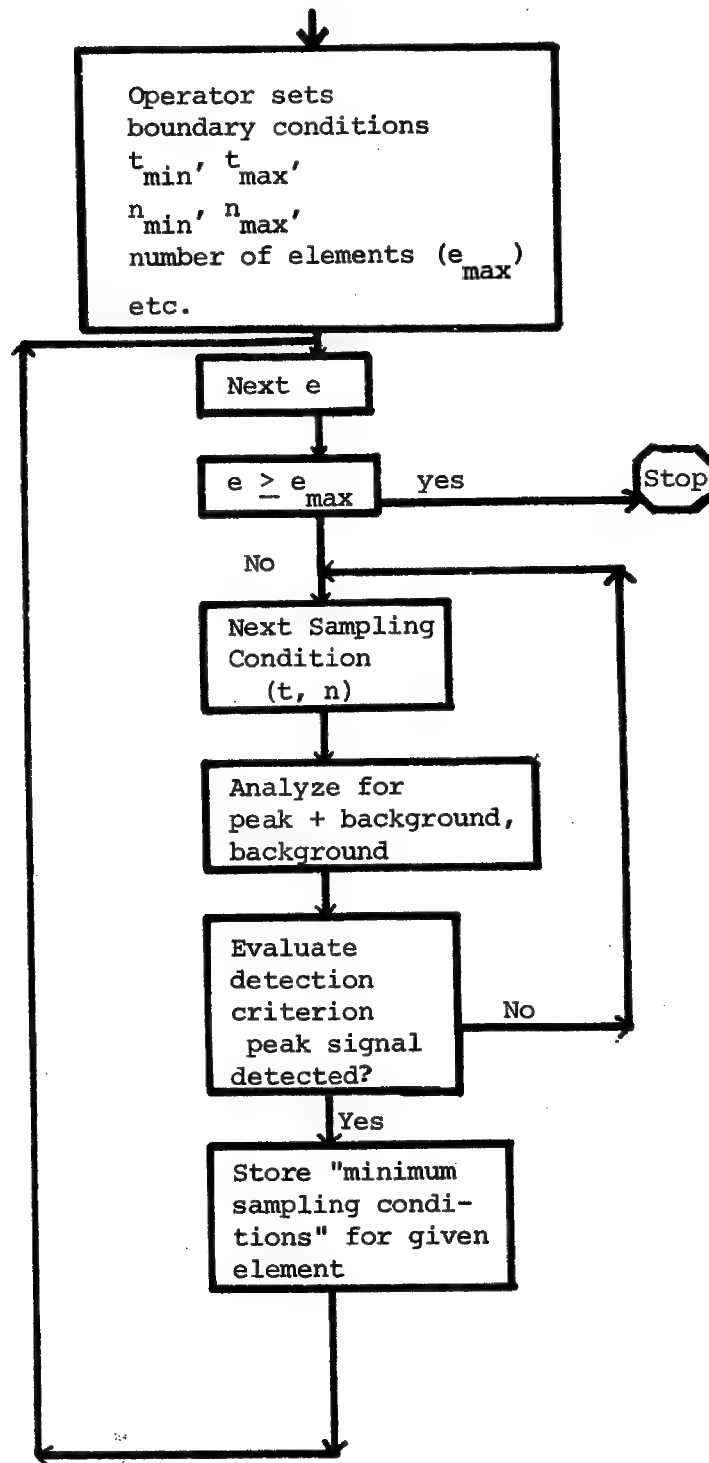 Operator sets
boundary conditions
t_min, t_max,
n_min, n_max,
number of elements (e_max)
etc.
Next e
e ≥ e_max
yes
Stop
No
Next Sampling
Condition
(t, n)
Analyze for
peak + background,
background
Evaluate
detection
criterion
peak signal
detected?
No
Yes
Store "minimum
sampling condi-
tions" for given
element